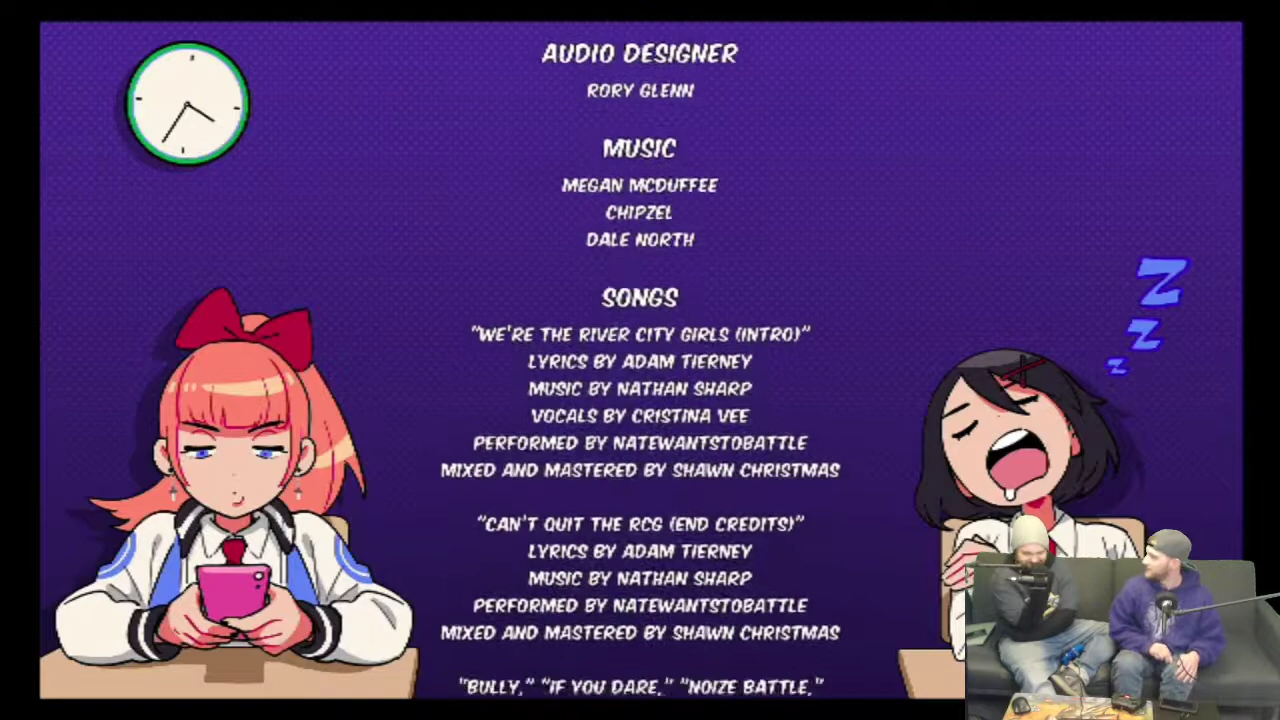 AUDIO DESIGNER
RORY GLENN
MUSIC
MEGAN MCDUFFEE
CHIPZEL
DALE NORTH
SONGS
"WE'RE THE RIVER CITY GIRLS (INTRO)"
LYRICS BY ADAM TIERNEY
MUSIC BY NATHAN SHARP
VOCALS BY CRISTINA VEE
PERFORMED BY NATEWANTSTOBATTLE
MIXED AND MASTERED BY SHAWN CHRISTMAS
"CAN'T QUIT THE RCG (END CREDITS)"
LYRICS BY ADAM TIERNEY
MUSIC BY NATHAN SHARP
PERFORMED BY NATEWANTSTOBATTLE
MIXED AND MASTERED BY SHAWN CHRISTMAS
"BULLY," "IF YOU DARE," "NOIZE BATTLE,"
Z
Z
Z